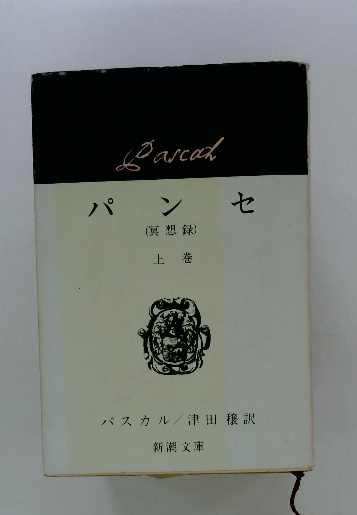 Pascal
パンセ
(冥想録)
上巻
パスカル/津田穣訳
新潮文庫